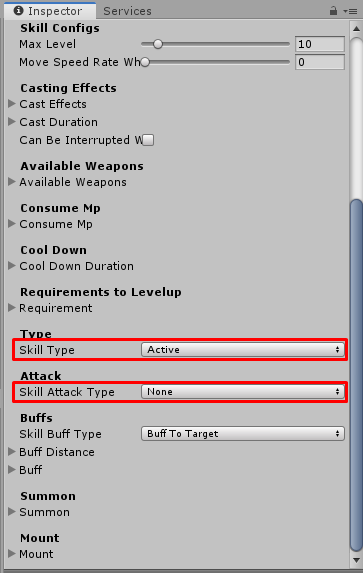 Inspector Services
Skill Configs
Max Level 10
Move Speed Rate Wh 0
Casting Effects
Cast Effects
Cast Duration
Can Be Interrupted W
Available Weapons
Available Weapons
Consume Mp
Consume Mp
Cool Down
Cool Down Duration
Requirements to Levelup
Requirement
Type
Skill Type Active
Attack
Skill Attack Type None
Buffs
Skill Buff Type Buff To Target
Buff Distance
Buff
Summon
Summon
Mount
Mount